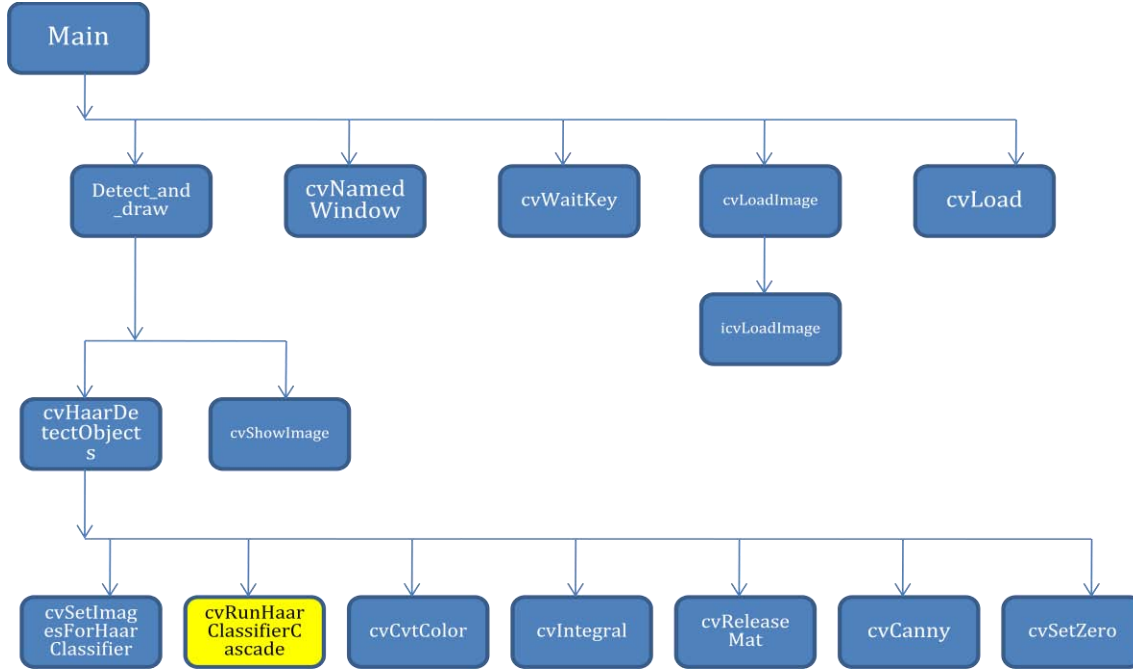 Main
Detect_and
_draw
cvNamed
Window
cvWaitKey
cvLoadImage
cvLoad
icvLoadImage
cvHaarDe
tectObject
s
cvShowImage
cvSetImag
esForHaar
Classifier
cvRunHaar
ClassifierC
ascade
cvCvtColor
cvIntegral
cvRelease
Mat
cvCanny
cvSetZero